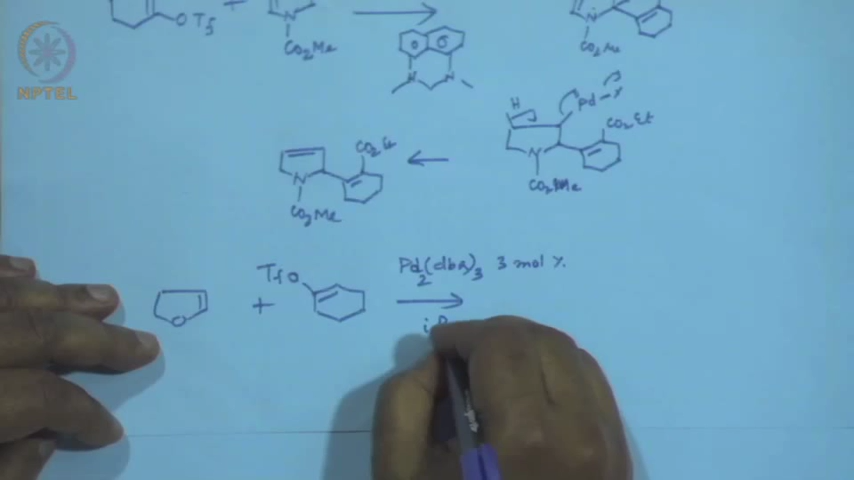 OTf + N
CO2Me
N
CO2Me
N N
NPTEL
H Pd-X
CO2Et
N
CO2Me
CO2Et
N
CO2Me
Pd2(dba)3 3 mol %
TfO
O +
i